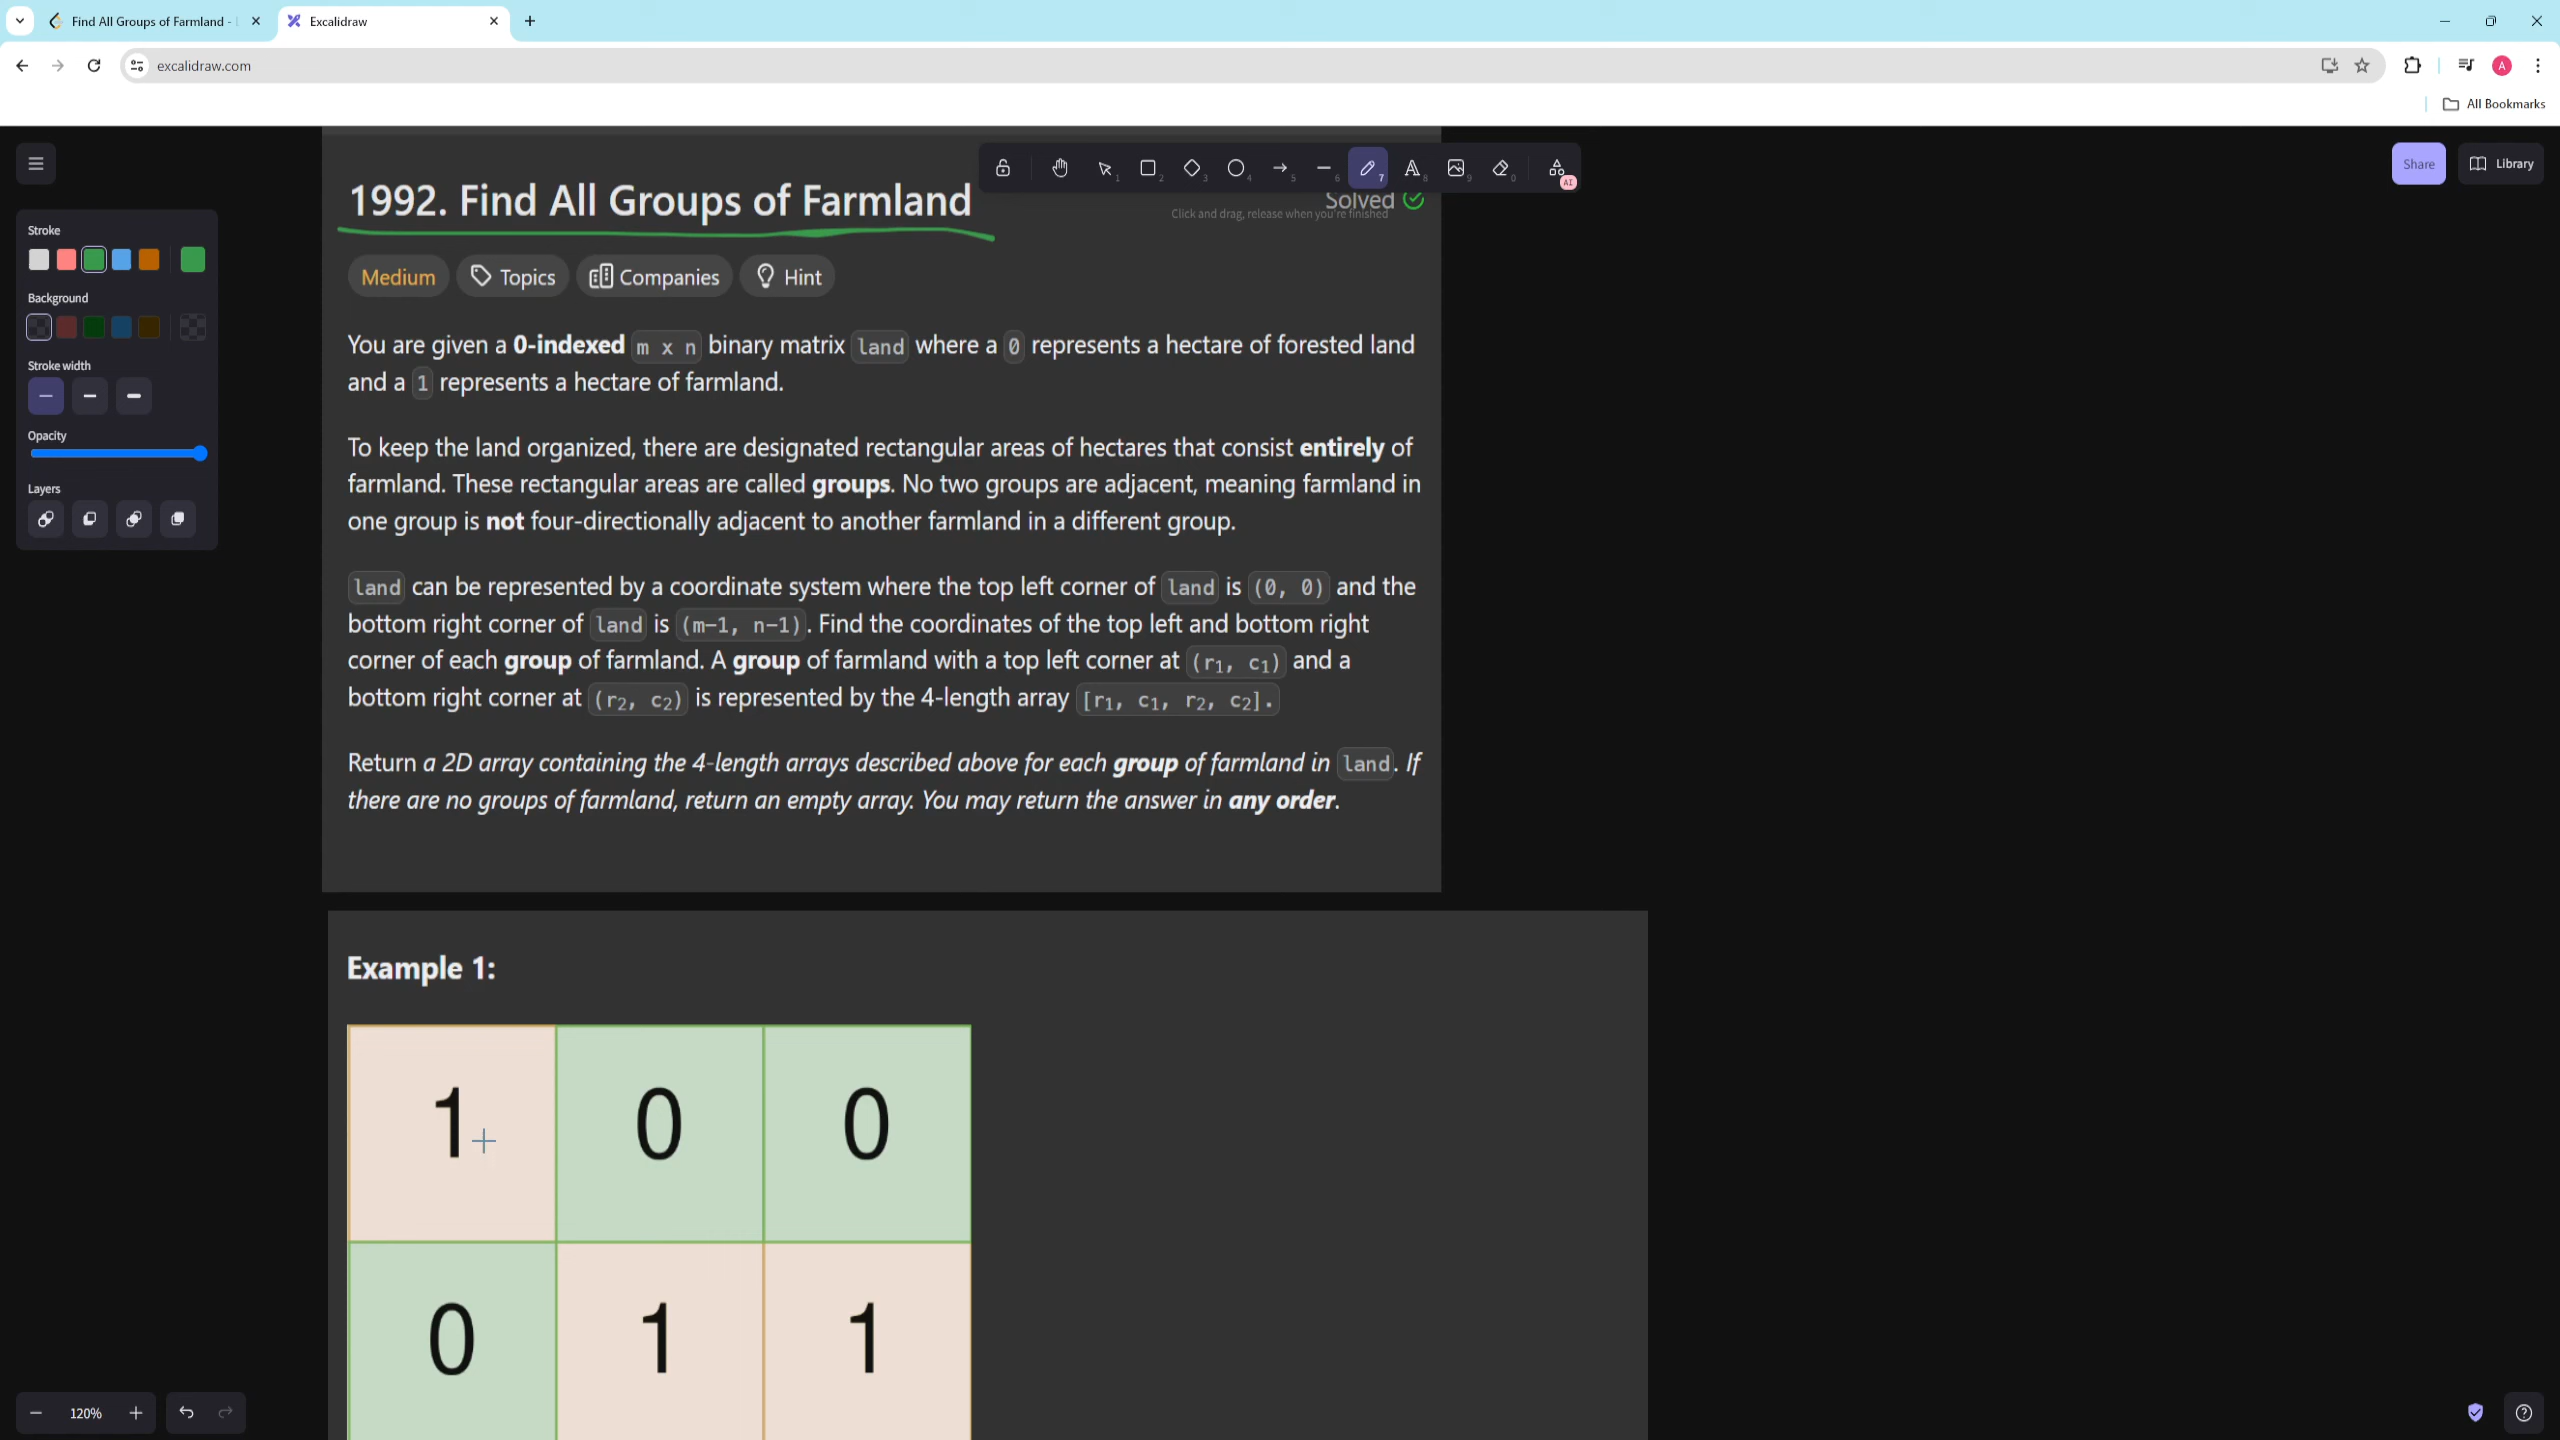 Find All Groups of Farmland -
Excalidraw
excalidraw.com
A
All Bookmarks
1
2
3
4
5
6
7
8
9
0
AI
Share
Library
Click and drag, release when you're finished
Stroke
Background
Stroke width
Opacity
Layers
1992. Find All Groups of Farmland
Solved
Medium
Topics
Companies
Hint
You are given a 0-indexed m x n binary matrix land where a 0 represents a hectare of forested land
and a 1 represents a hectare of farmland.
To keep the land organized, there are designated rectangular areas of hectares that consist entirely of
farmland. These rectangular areas are called groups. No two groups are adjacent, meaning farmland in
one group is not four-directionally adjacent to another farmland in a different group.
land can be represented by a coordinate system where the top left corner of land is (0, 0) and the
bottom right corner of land is (m-1, n-1). Find the coordinates of the top left and bottom right
corner of each group of farmland. A group of farmland with a top left corner at (r₁, c₁) and a
bottom right corner at (r₂, c₂) is represented by the 4-length array [r₁, c₁, r₂, c₂].
Return a 2D array containing the 4-length arrays described above for each group of farmland in land. If
there are no groups of farmland, return an empty array. You may return the answer in any order.
Example 1:
1 0 0
0 1 1
120%